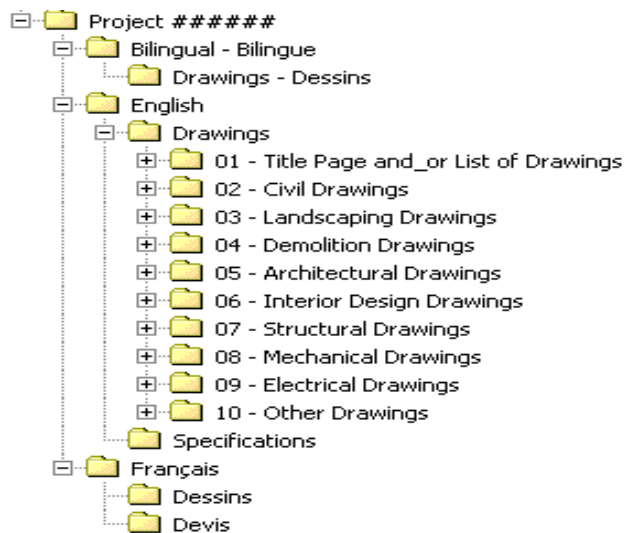 Project ######
Bilingual - Bilingue
Drawings - Dessins
English
Drawings
01 - Title Page and_or List of Drawings
02 - Civil Drawings
03 - Landscaping Drawings
04 - Demolition Drawings
05 - Architectural Drawings
06 - Interior Design Drawings
07 - Structural Drawings
08 - Mechanical Drawings
09 - Electrical Drawings
10 - Other Drawings
Specifications
Français
Dessins
Devis